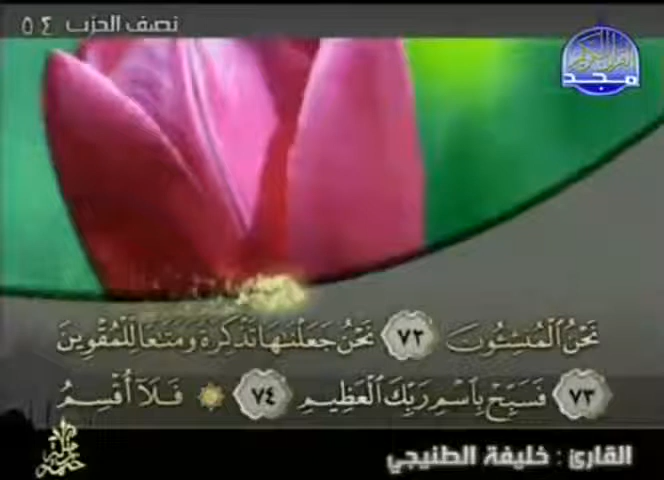 نصف الحزب ٥٤
القرآن الكريم
مجد
نَحْنُ ٱلْمُنشِـُٔونَ ٧٢ نَحْنُ جَعَلْنَـٰهَا تَذْكِرَةً وَمَتَـٰعًا لِّلْمُقْوِينَ
٧٣ فَسَبِّحْ بِٱسْمِ رَبِّكَ ٱلْعَظِيمِ ٧٤ ۞ فَلَآ أُقْسِمُ
القارئ : خليفة الطنيجي